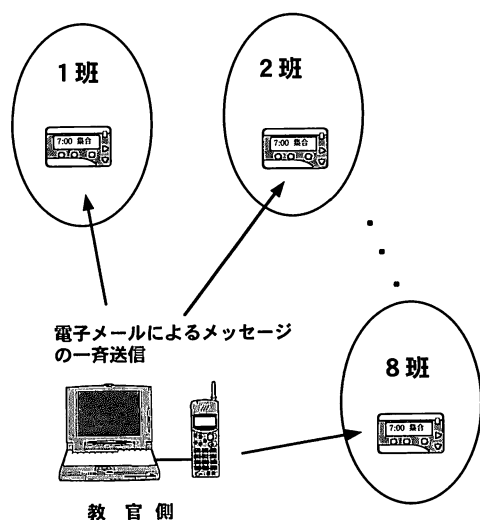 1班
7:00 集合
2班
7:00 集合
電子メールによるメッセージ
の一斉送信
8班
7:00 集合
教官側